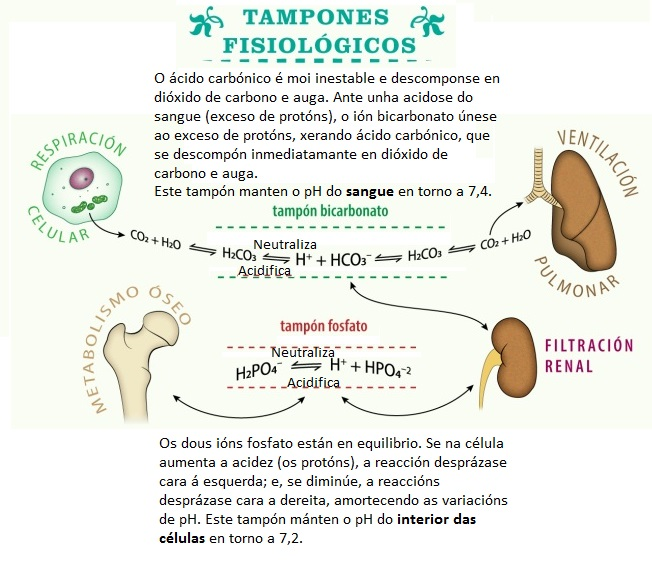 TAMPONES
FISIOLÓGICOS
O ácido carbónico é moi inestable e descomponse en
dióxido de carbono e auga. Ante unha acidose do
sangue (exceso de protóns), o ión bicarbonato únese
ao exceso de protóns, xerando ácido carbónico, que
se descompón inmediatamante en dióxido de
carbono e auga.
Este tampón manten o pH do sangue en torno a 7,4.
RESPIRACIÓN
CELULAR
VENTILACIÓN
PULMONAR
tampón bicarbonato
CO₂ + H₂O ⇌ H₂CO₃ ⇌ H⁺ + HCO₃⁻ ⇌ H₂CO₃ ⇌ CO₂ + H₂O
Neutraliza
Acidifica
METABOLISMO ÓSEO
tampón fosfato
Neutraliza
H₂PO₄⁻ ⇌ H⁺ + HPO₄⁻²
Acidifica
FILTRACIÓN
RENAL
Os dous ións fosfato están en equilibrio. Se na célula
aumenta a acidez (os protóns), a reacción desprázase
cara á esquerda; e, se diminúe, a reaccións
desprázase cara a dereita, amortecendo as variacións
de pH. Este tampón mánten o pH do interior das
células en torno a 7,2.